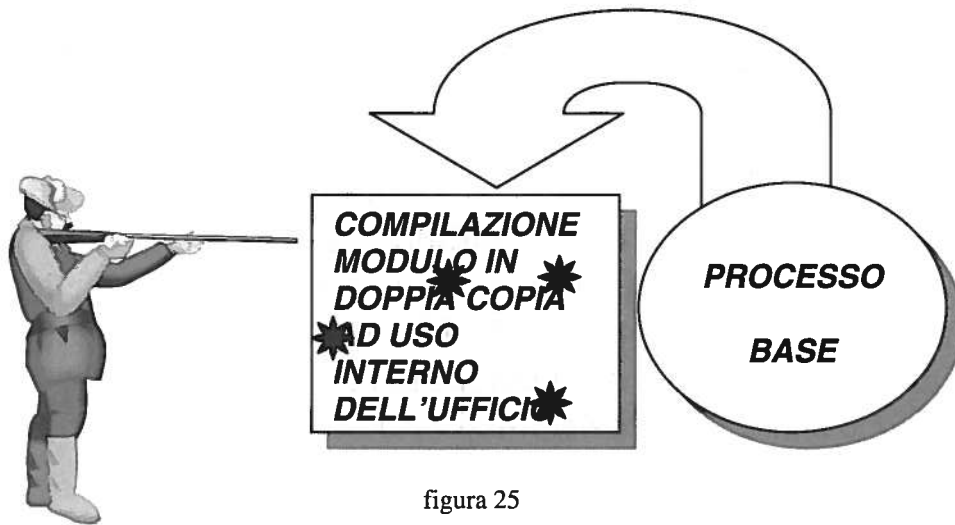 COMPILAZIONE
MODULO IN
DOPPIA COPIA
AD USO
INTERNO
DELL'UFFICIO
PROCESSO
BASE
figura 25